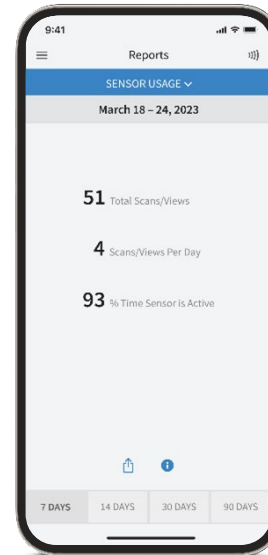 9:41
Reports
SENSOR USAGE
March 18 – 24, 2023
51 Total Scans/Views
4 Scans/Views Per Day
93 % Time Sensor is Active
7 DAYS
14 DAYS
30 DAYS
90 DAYS